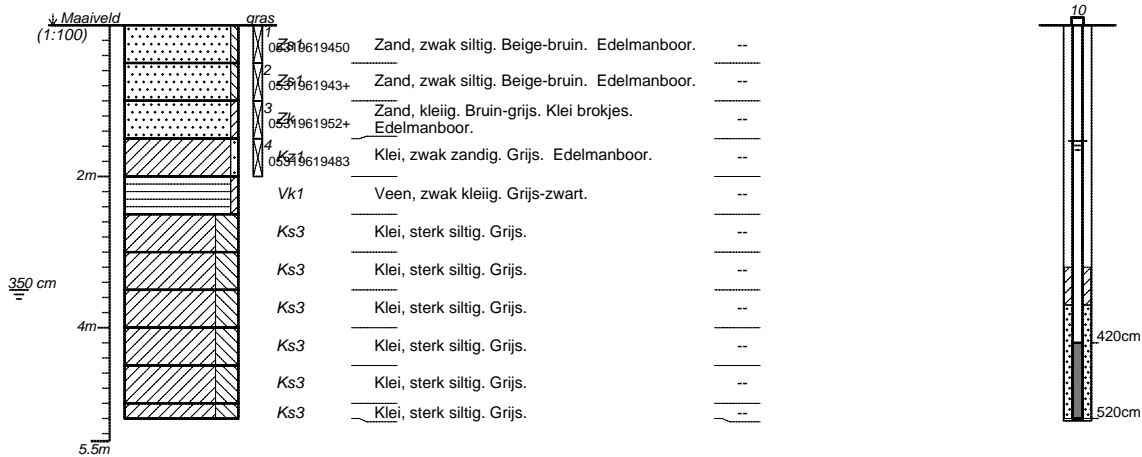 Maaiveld gras 10
(1:100)
1
Zs1 05319619450 Zand, zwak siltig. Beige-bruin. Edelmanboor. --
2
Zs1 0531961943+ Zand, zwak siltig. Beige-bruin. Edelmanboor. --
3
Zk 0531961952+ Zand, kleiig. Bruin-grijs. Klei brokjes. --
Edelmanboor.
4
Kz1 05319619483 Klei, zwak zandig. Grijs. Edelmanboor. --
2m
Vk1 Veen, zwak kleiig. Grijs-zwart. --
Ks3 Klei, sterk siltig. Grijs. --
Ks3 Klei, sterk siltig. Grijs. --
350 cm
Ks3 Klei, sterk siltig. Grijs. --
4m
Ks3 Klei, sterk siltig. Grijs. --
420cm
Ks3 Klei, sterk siltig. Grijs. --
Ks3 Klei, sterk siltig. Grijs. --
520cm
5.5m